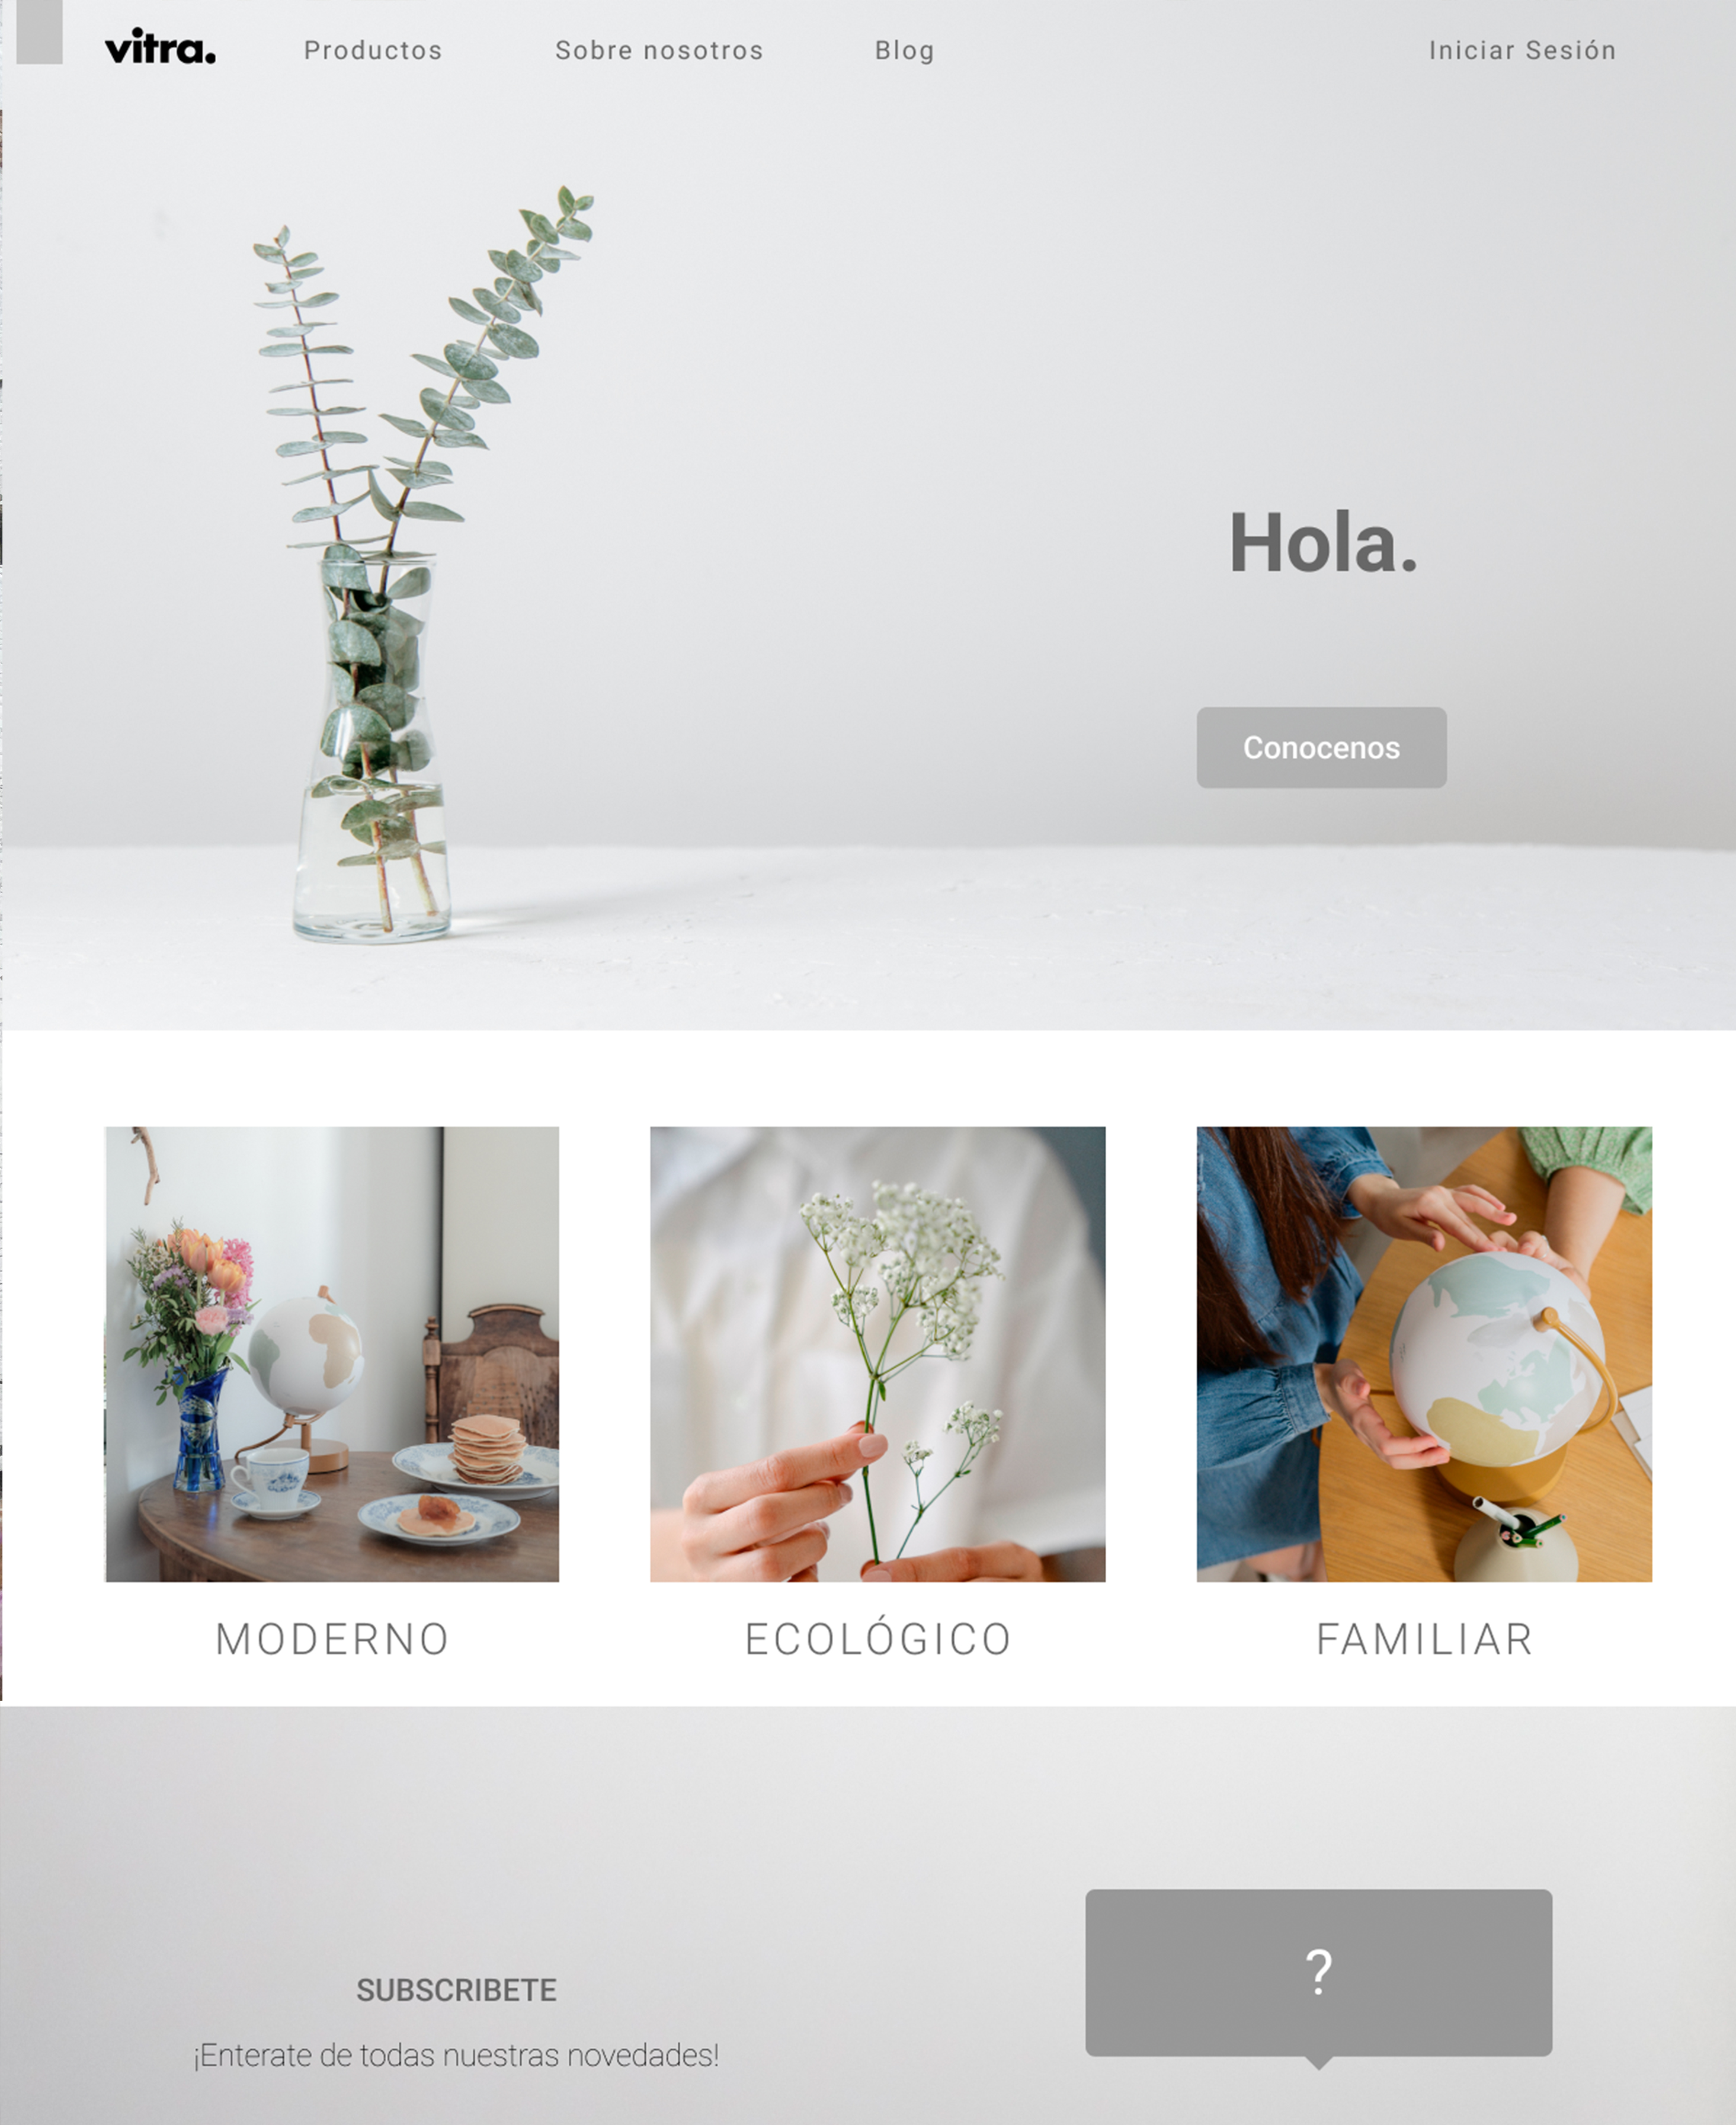 vitra.
Productos
Sobre nosotros
Blog
Iniciar Sesión
Hola.
Conocenos
MODERNO
ECOLÓGICO
FAMILIAR
SUBSCRIBETE
¡Enterate de todas nuestras novedades!
?